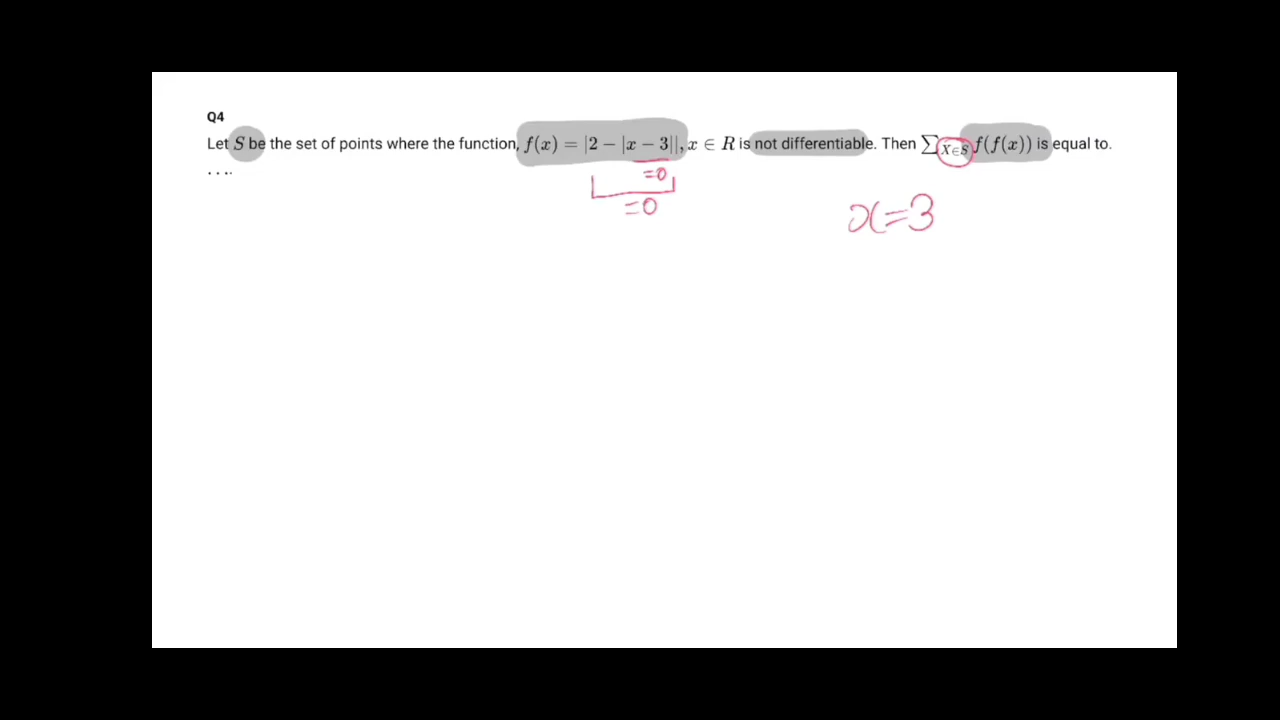 Q4
Let S be the set of points where the function, f(x) = |2 − |x − 3||, x ∈ R is not differentiable. Then ∑ₓ∈ₛ f(f(x)) is equal to.
. . . .
=0
=0
x=3